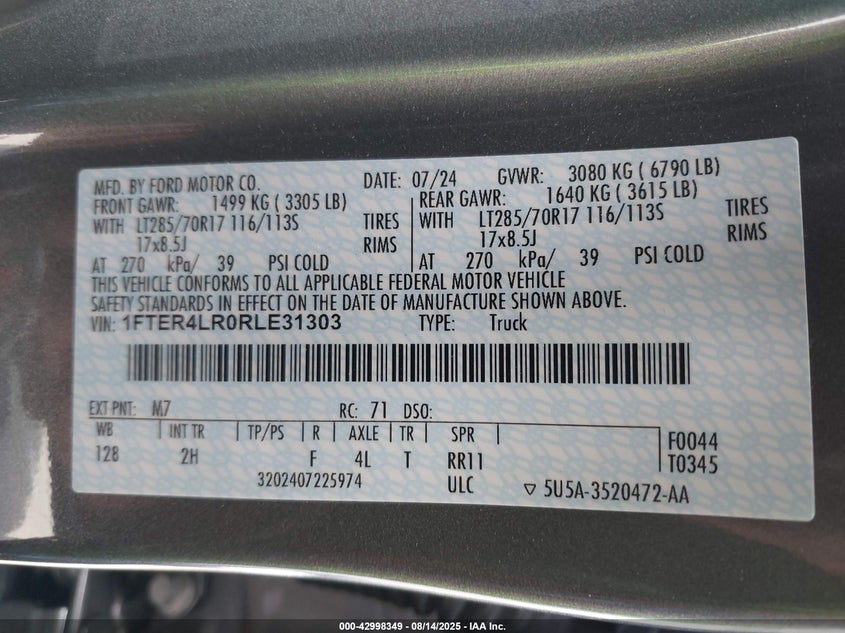 MFD. BY FORD MOTOR CO. DATE: 07/24 GVWR: 3080 KG ( 6790 LB)
FRONT GAWR: 1499 KG ( 3305 LB) REAR GAWR: 1640 KG ( 3615 LB)
WITH LT285/70R17 116/113S TIRES WITH LT285/70R17 116/113S TIRES
17x8.5J RIMS 17x8.5J RIMS
AT 270 kPa/ 39 PSI COLD AT 270 kPa/ 39 PSI COLD
THIS VEHICLE CONFORMS TO ALL APPLICABLE FEDERAL MOTOR VEHICLE
SAFETY STANDARDS IN EFFECT ON THE DATE OF MANUFACTURE SHOWN ABOVE.
VIN: 1FTER4LR0RLE31303 TYPE: Truck
EXT PNT: M7 RC: 71 DSO:
WB INT TR TP/PS R AXLE TR SPR F0044
128 2H F 4L T RR11 T0345
3202407225974 ULC ▽ 5U5A-3520472-AA
000-42998349 - 08/14/2025 - IAA Inc.